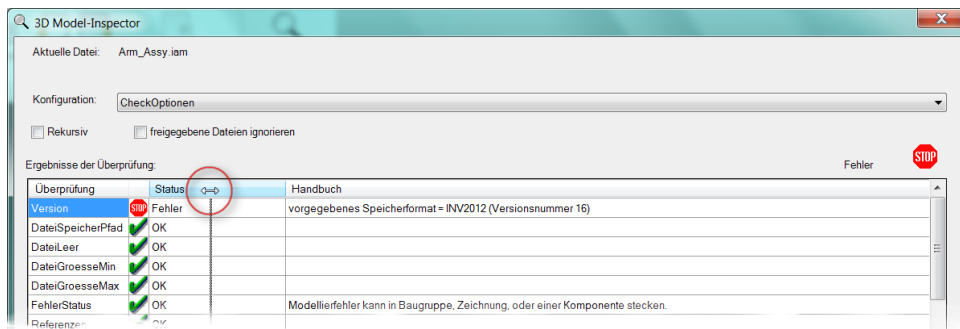 3D Model-Inspector
Aktuelle Datei: Arm_Assy.iam
Konfiguration: CheckOptionen
Rekursiv freigegebene Dateien ignorieren
Ergebnisse der Überprüfung: Fehler STOP
Überprüfung Status Handbuch
Version STOP Fehler vorgegebenes Speicherformat = INV2012 (Versionsnummer 16)
DateiSpeicherPfad OK
DateiLeer OK
DateiGroesseMin OK
DateiGroesseMax OK
FehlerStatus OK Modellierfehler kann in Baugruppe, Zeichnung, oder einer Komponente stecken.
Referenzen OK